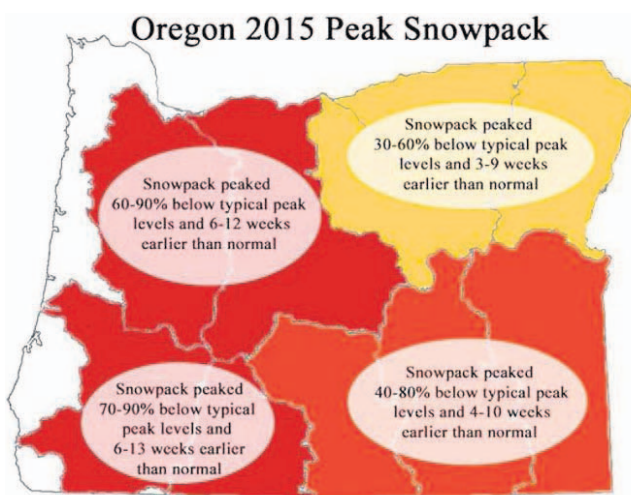 Oregon 2015 Peak Snowpack
Snowpack peaked
30-60% below typical peak
levels and 3-9 weeks
earlier than normal
Snowpack peaked
60-90% below typical peak
levels and 6-12 weeks
earlier than normal
Snowpack peaked
70-90% below typical
peak levels and
6-13 weeks earlier
than normal
Snowpack peaked
40-80% below typical peak
levels and 4-10 weeks
earlier than normal